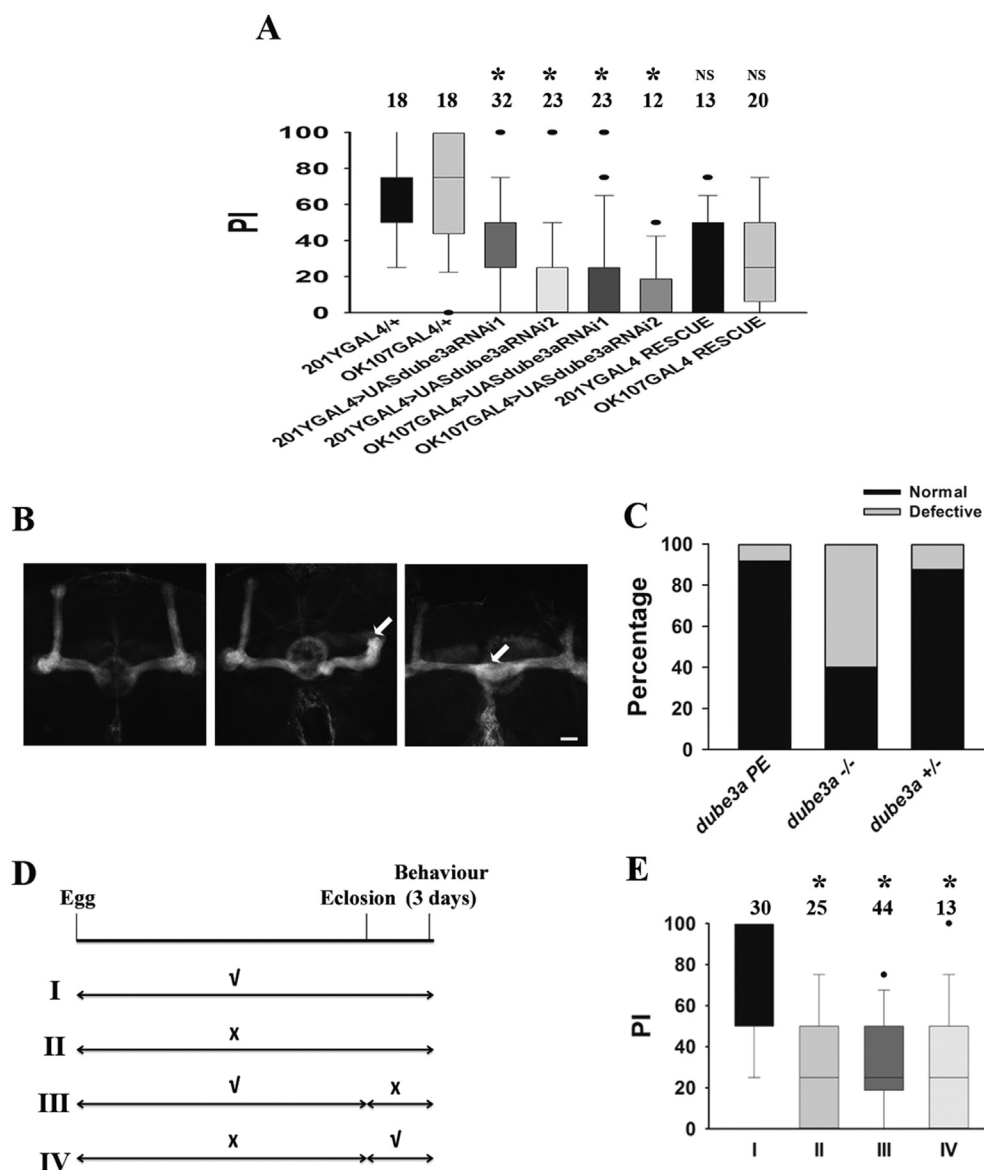 A
* * * * NS NS
18 18 32 23 23 12 13 20
100
80
60
40
20
0
PI
201YGAL4/+
OK107GAL4/+
201YGAL4>UASdube3aRNAi1
201YGAL4>UASdube3aRNAi2
OK107GAL4>UASdube3aRNAi1
OK107GAL4>UASdube3aRNAi2
201YGAL4 RESCUE
OK107GAL4 RESCUE
B
C
Normal
Defective
100
80
60
40
20
0
Percentage
dube3a PE
dube3a -/-
dube3a +/-
D
Behaviour
Egg Eclosion (3 days)
I √
II x
III √ x
IV x √
E
* * *
30 25 44 13
100
80
60
40
20
0
PI
I II III IV